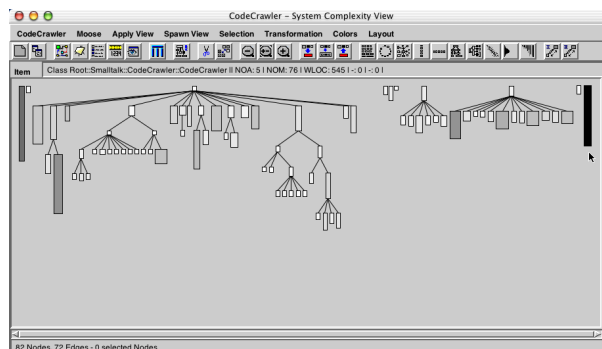 CodeCrawler – System Complexity View
CodeCrawler Moose Apply View Spawn View Selection Transformation Colors Layout
1234
Item Class Root::Smalltalk::CodeCrawler::CodeCrawler II NOA: 5 I NOM: 76 I WLOC: 545 I -: 0 I -: 0 I
82 Nodes, 72 Edges - 0 selected Nodes